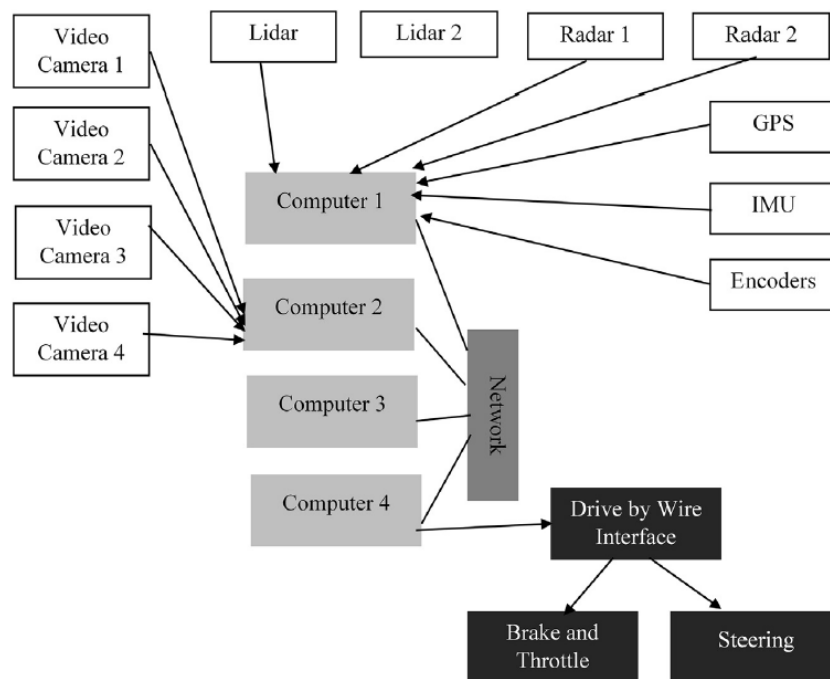 Video
Camera 1
Lidar
Lidar 2
Radar 1
Radar 2
Video
Camera 2
GPS
Computer 1
IMU
Video
Camera 3
Encoders
Computer 2
Video
Camera 4
Network
Computer 3
Computer 4
Drive by Wire
Interface
Brake and
Throttle
Steering